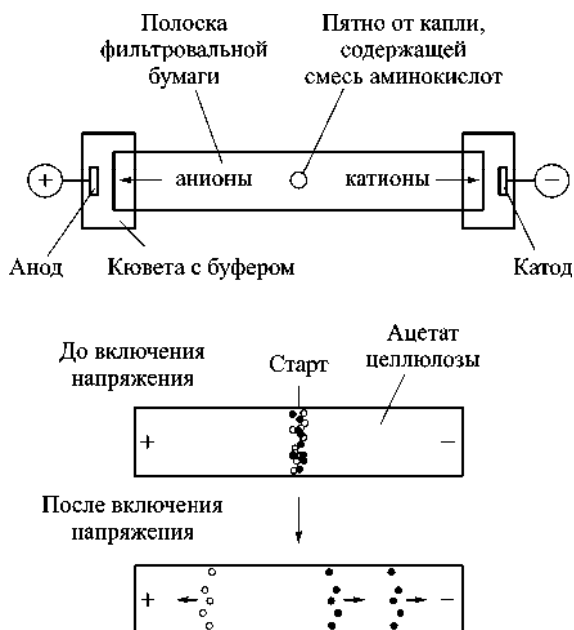 Полоска
фильтровальной
бумаги
Пятно от капли,
содержащей
смесь аминокислот
+
анионы
катионы
−
Анод
Кювета с буфером
Катод
До включения
напряжения
Старт
Ацетат
целлюлозы
+
−
После включения
напряжения
+
−